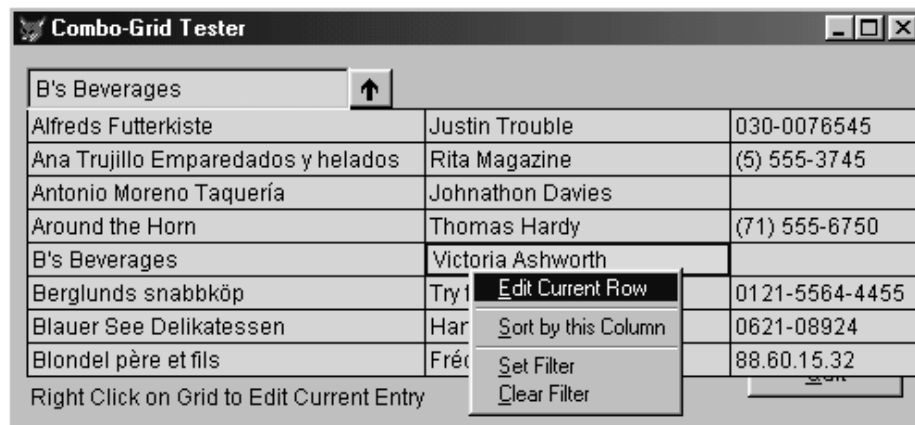 Combo-Grid Tester
B's Beverages
Alfreds Futterkiste Justin Trouble 030-0076545
Ana Trujillo Emparedados y helados Rita Magazine (5) 555-3745
Antonio Moreno Taquería Johnathon Davies
Around the Horn Thomas Hardy (71) 555-6750
B's Beverages Victoria Ashworth
Berglunds snabbköp Try Edit Current Row 0121-5564-4455
Blauer See Delikatessen Sort by this Column 0621-08924
Blondel père et fils Set Filter 88.60.15.32
Right Click on Grid to Edit Current Entry Clear Filter